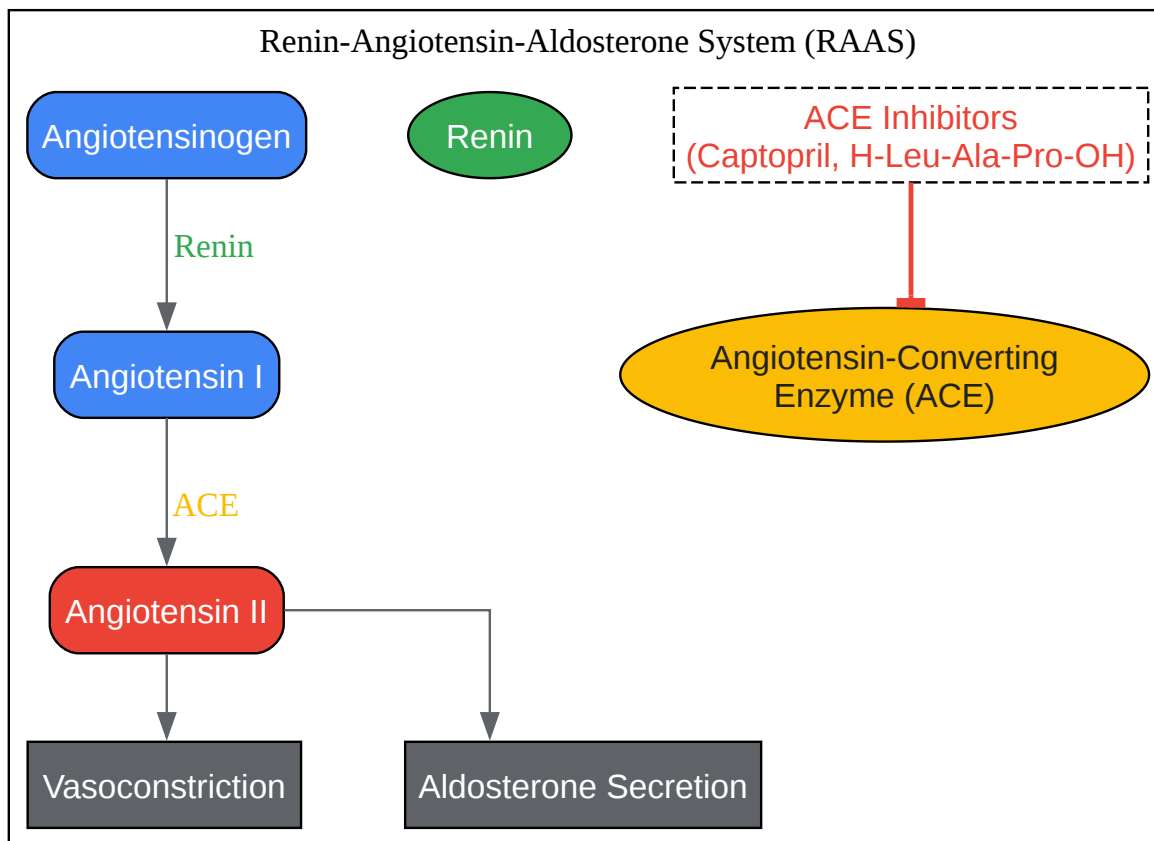 Renin-Angiotensin-Aldosterone System (RAAS)
Angiotensinogen
Renin
ACE Inhibitors
(Captopril, H-Leu-Ala-Pro-OH)
Renin
Angiotensin I
Angiotensin-Converting
Enzyme (ACE)
ACE
Angiotensin II
Vasoconstriction
Aldosterone Secretion